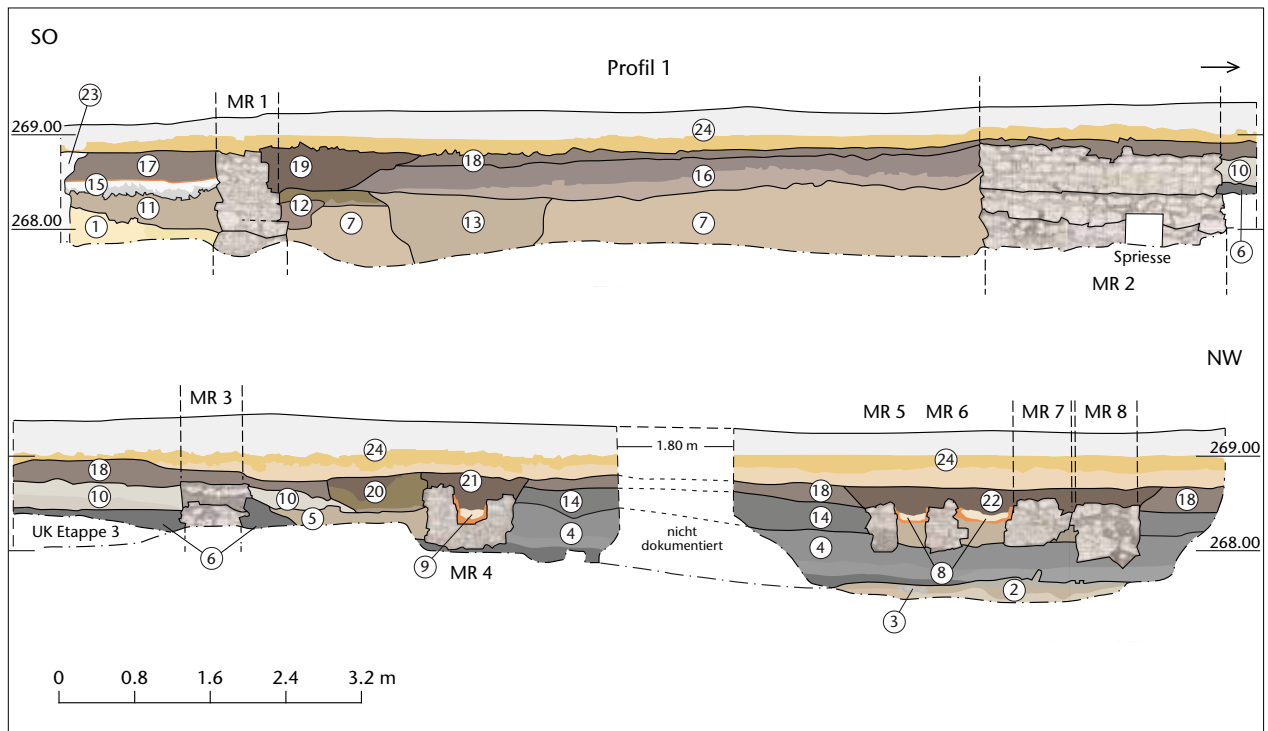 SO
Profil 1
23
MR 1
269.00
24
17
19
18
15
16
10
11
12
1
7
13
7
268.00
6
Spriesse
MR 2
NW
MR 3
MR 5 MR 6 MR 7 MR 8
24
1.80 m
24
269.00
18
21
18
22
18
10
10
20
14
14
5
UK Etappe 3
4
nicht
dokumentiert
4
268.00
6
9
MR 4
8
2
3
0 0.8 1.6 2.4 3.2 m